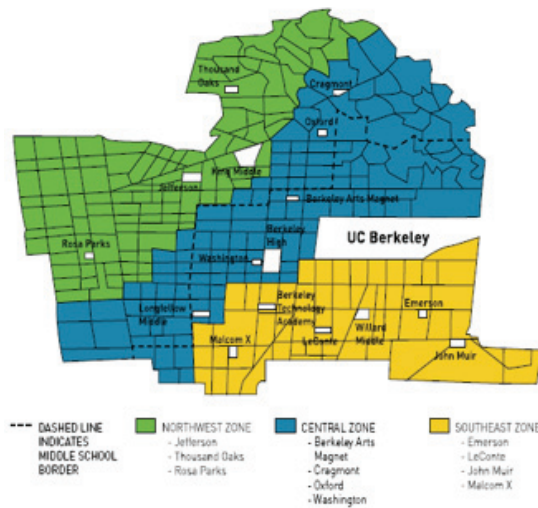 Thousand
Oaks
Cragmont
Oxford
King Middle
Jefferson
Berkeley Arts Magnet
Rosa Parks
Berkeley
High
UC Berkeley
Washington
Longfellow
Middle
Berkeley
Technology
Academy
Emerson
Malcom X
LeConte
Willard
Middle
John Muir
DASHED LINE
INDICATES
MIDDLE SCHOOL
BORDER
NORTHWEST ZONE
- Jefferson
- Thousand Oaks
- Rosa Parks
CENTRAL ZONE
- Berkeley Arts
Magnet
- Cragmont
- Oxford
- Washington
SOUTHEAST ZONE
- Emerson
- LeConte
- John Muir
- Malcom X